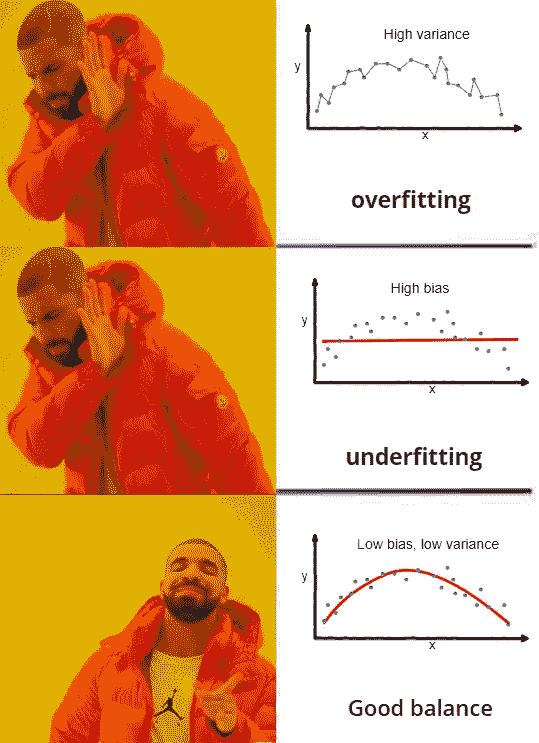 High variance
y
x
overfitting
High bias
y
x
underfitting
Low bias, low variance
y
x
Good balance